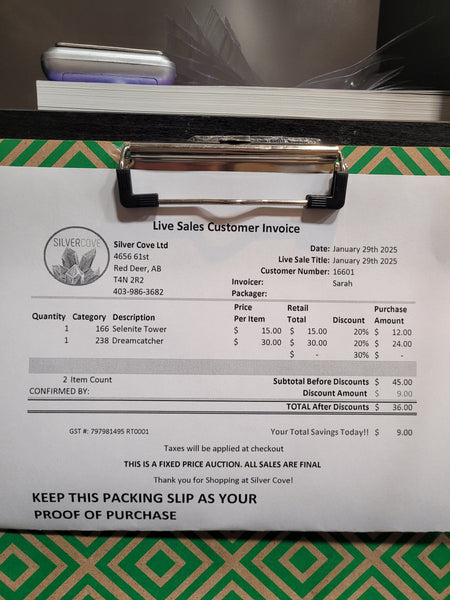 Live Sales Customer Invoice
SILVERCOVE
Silver Cove Ltd
4656 61st
Red Deer, AB
T4N 2R2
403-986-3682
Date: January 29th 2025
Live Sale Title: January 29th 2025
Customer Number: 16601
Invoicer: Sarah
Packager:
Quantity Category Description Price Per Item Retail Total Discount Purchase Amount
1 166 Selenite Tower $ 15.00 $ 15.00 20% $ 12.00
1 238 Dreamcatcher $ 30.00 $ 30.00 20% $ 24.00
$ - 30% $ -
2 Item Count Subtotal Before Discounts $ 45.00
CONFIRMED BY: Discount Amount $ 9.00
TOTAL After Discounts $ 36.00
GST #: 797981495 RT0001 Your Total Savings Today!! $ 9.00
Taxes will be applied at checkout
THIS IS A FIXED PRICE AUCTION. ALL SALES ARE FINAL
Thank you for Shopping at Silver Cove!
KEEP THIS PACKING SLIP AS YOUR
PROOF OF PURCHASE